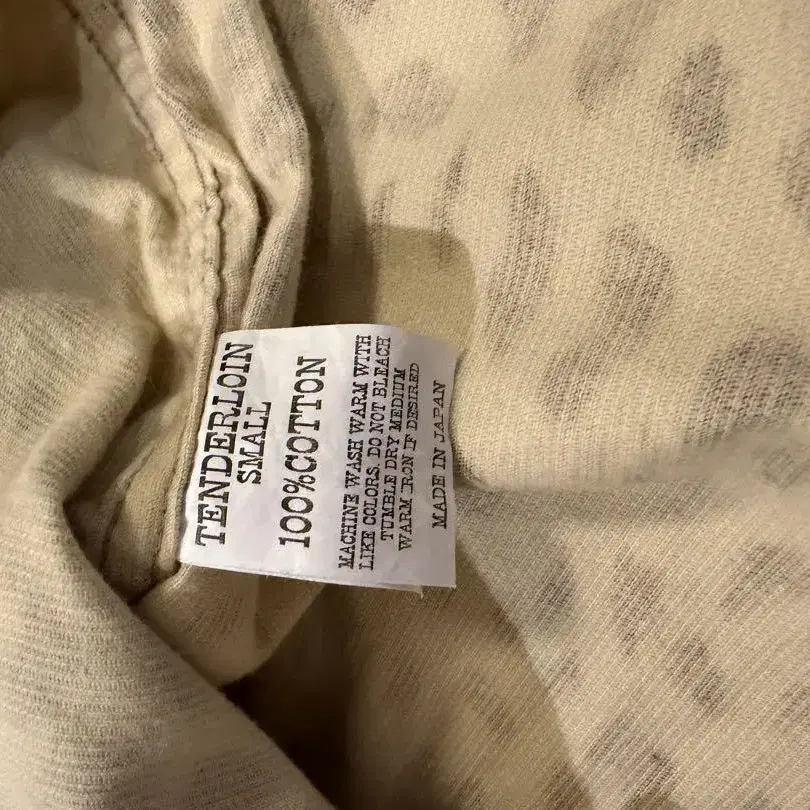 TENDERLOIN
SMALL
100%COTTON
MACHINE WASH WARM WITH
LIKE COLORS. DO NOT BLEACH
TUMBLE DRY MEDIUM
WARM IRON IF DESIRED
MADE IN JAPAN